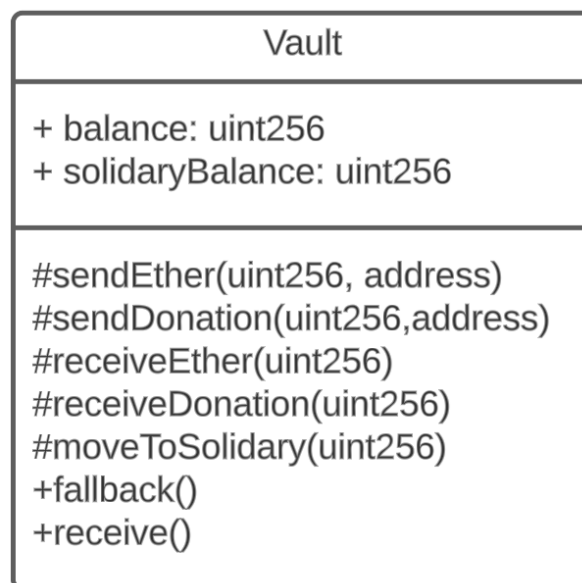 Vault
+ balance: uint256
+ solidaryBalance: uint256
#sendEther(uint256, address)
#sendDonation(uint256,address)
#receiveEther(uint256)
#receiveDonation(uint256)
#moveToSolidary(uint256)
+fallback()
+receive()